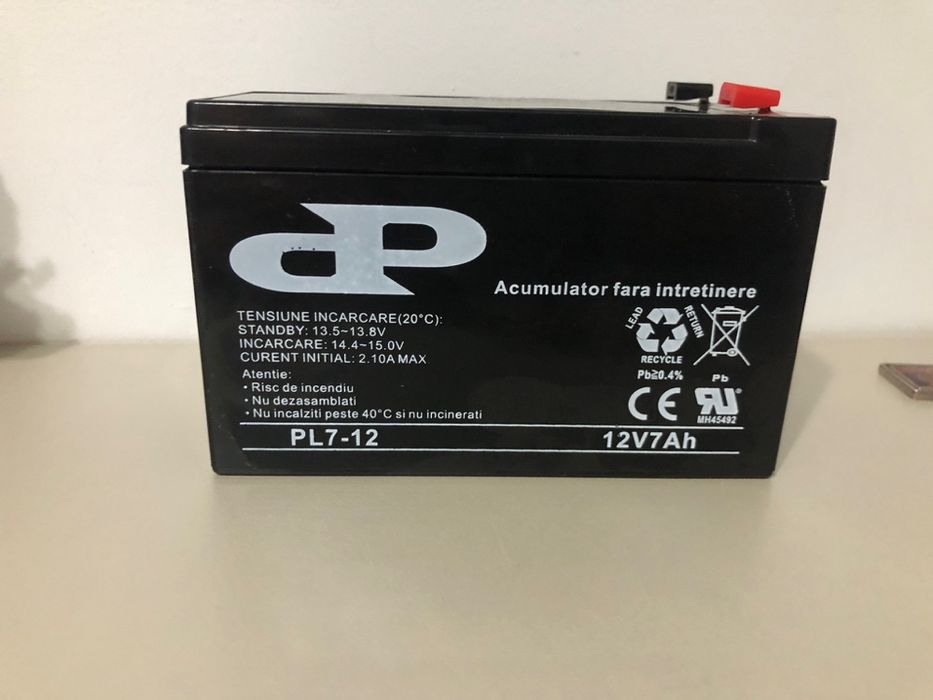 dP
Acumulator fara intretinere
TENSIUNE INCARCARE(20°C):
STANDBY: 13.5~13.8V
INCARCARE: 14.4~15.0V
CURENT INITIAL: 2.10A MAX
Atentie:
• Risc de incendiu
• Nu dezasamblati
• Nu incalziti peste 40°C si nu incinerati
LEAD
RETURN
RECYCLE
Pb≧0.4%
Pb
CE
RU
MH45492
PL7-12
12V7Ah